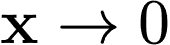 𝐱 → 0